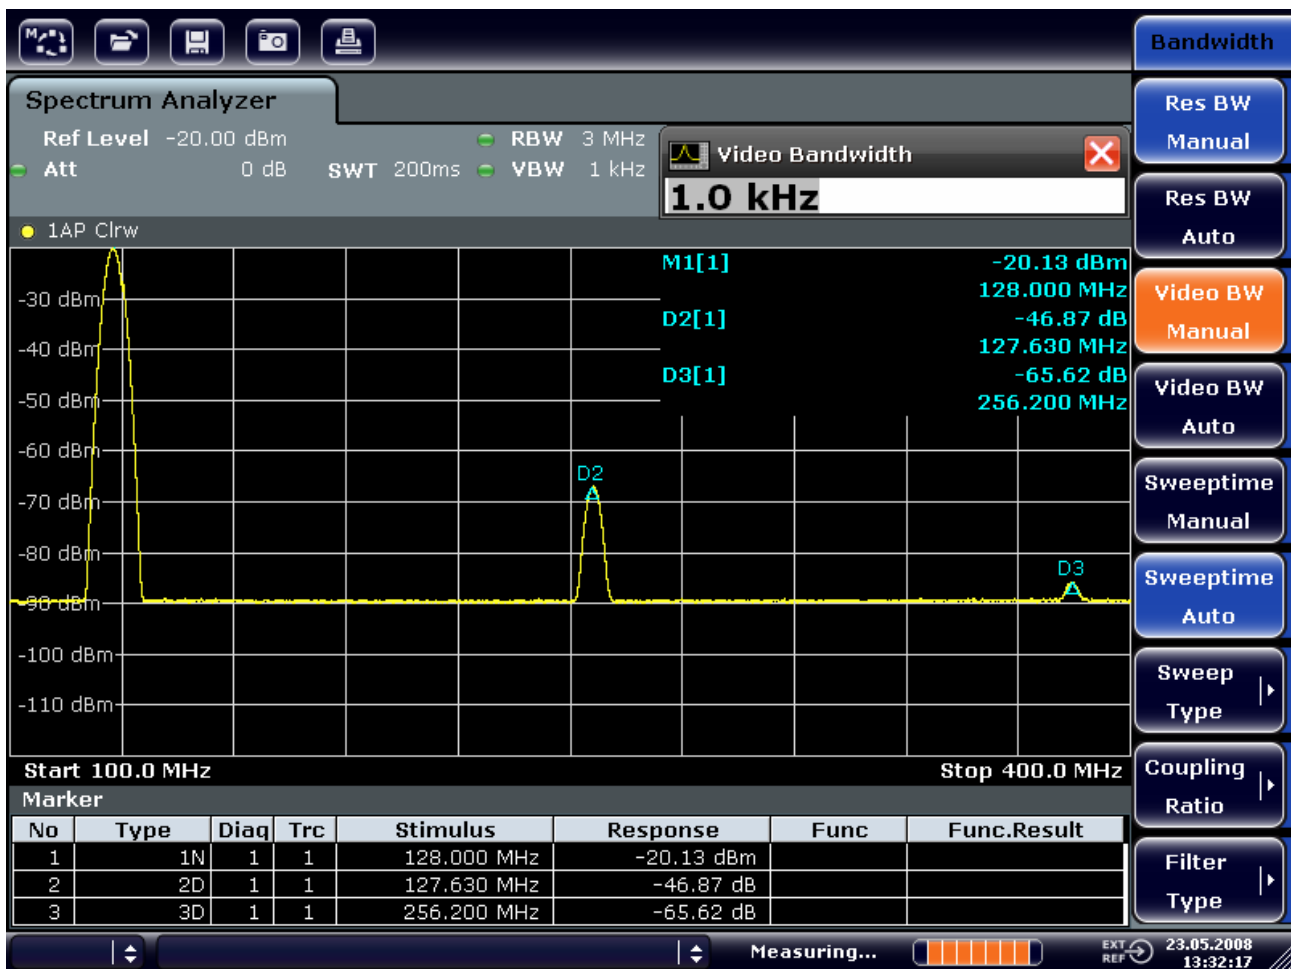 M
Bandwidth
Spectrum Analyzer
Ref Level -20.00 dBm RBW 3 MHz
Att 0 dB SWT 200ms VBW 1 kHz
Video Bandwidth
1.0 kHz
1AP Clrw
M1[1] -20.13 dBm
128.000 MHz
D2[1] -46.87 dB
127.630 MHz
D3[1] -65.62 dB
256.200 MHz
-30 dBm
-40 dBm
-50 dBm
-60 dBm
-70 dBm
-80 dBm
-90 dBm
-100 dBm
-110 dBm
D2
D3
Start 100.0 MHz Stop 400.0 MHz
Marker
No Type Diag Trc Stimulus Response Func Func.Result
1 1N 1 1 128.000 MHz -20.13 dBm
2 2D 1 1 127.630 MHz -46.87 dB
3 3D 1 1 256.200 MHz -65.62 dB
Res BW
Manual
Res BW
Auto
Video BW
Manual
Video BW
Auto
Sweeptime
Manual
Sweeptime
Auto
Sweep
Type
Coupling
Ratio
Filter
Type
Measuring...
EXT
REF
23.05.2008
13:32:17